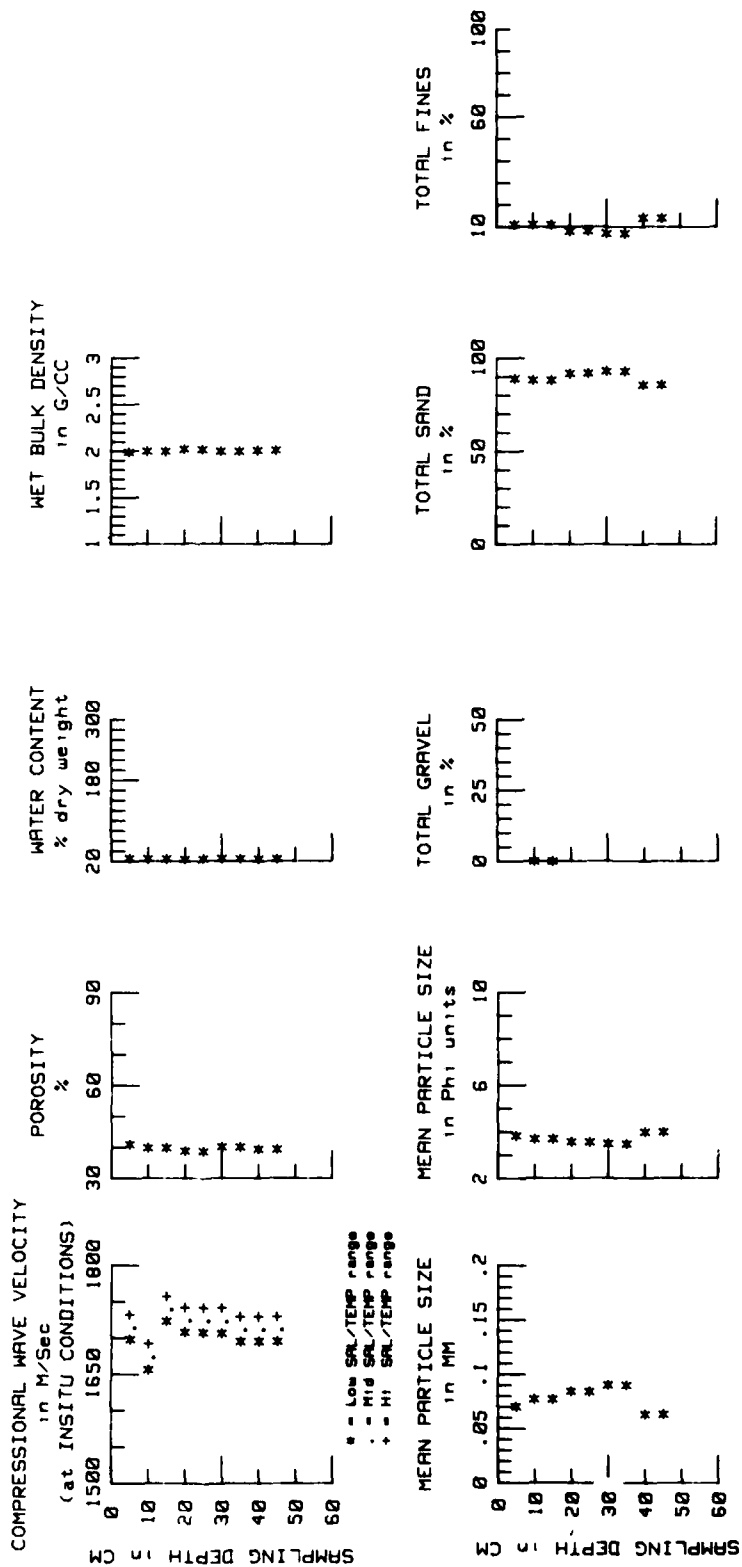 COMPRESSIONAL WAVE VELOCITY
in M/Sec
(at INSITU CONDITIONS)
1500 1650 1800
SAMPLING DEPTH in CM
0
10
20
30
40
50
60
* = Low SAL/TEMP range
. = Mid SAL/TEMP range
+ = Hi SAL/TEMP range
POROSITY
%
30 60 90
WATER CONTENT
% dry weight
20 180 300
WET BULK DENSITY
in G/CC
1 1.5 2 2.5 3
MEAN PARTICLE SIZE
in MM
0 .05 .1 .15 .2
SAMPLING DEPTH in CM
0
10
20
30
40
50
60
MEAN PARTICLE SIZE
in Phi units
2 6 10
TOTAL GRAVEL
in %
0 25 50
TOTAL SAND
in %
0 50 100
TOTAL FINES
in %
10 60 100